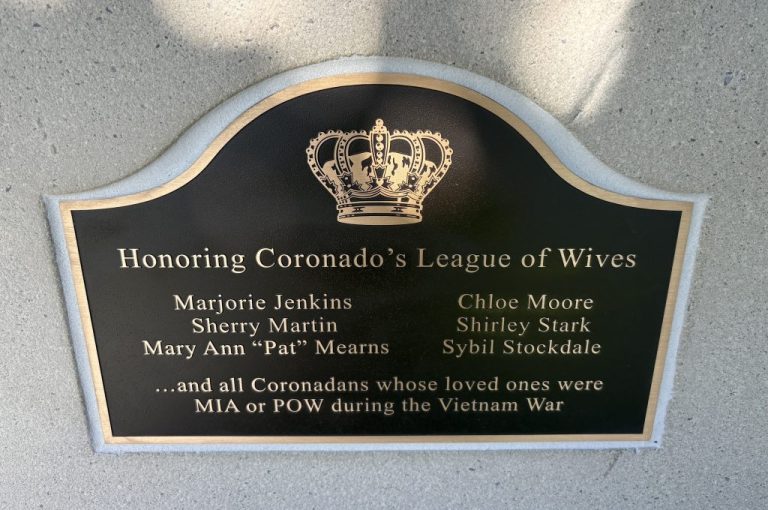 Honoring Coronado's League of Wives
Marjorie Jenkins
Sherry Martin
Mary Ann “Pat” Mearns
Chloe Moore
Shirley Stark
Sybil Stockdale
...and all Coronadans whose loved ones were
MIA or POW during the Vietnam War